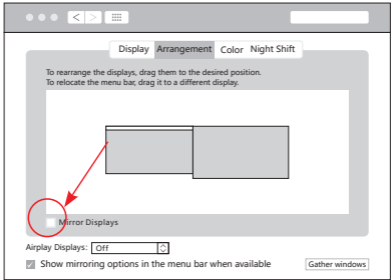 Display Arrangement Color Night Shift
To rearrange the displays, drag them to the desired position.
To relocate the menu bar, drag it to a different display.
Mirror Displays
Airplay Displays: Off
Show mirroring options in the menu bar when available
Gather windows